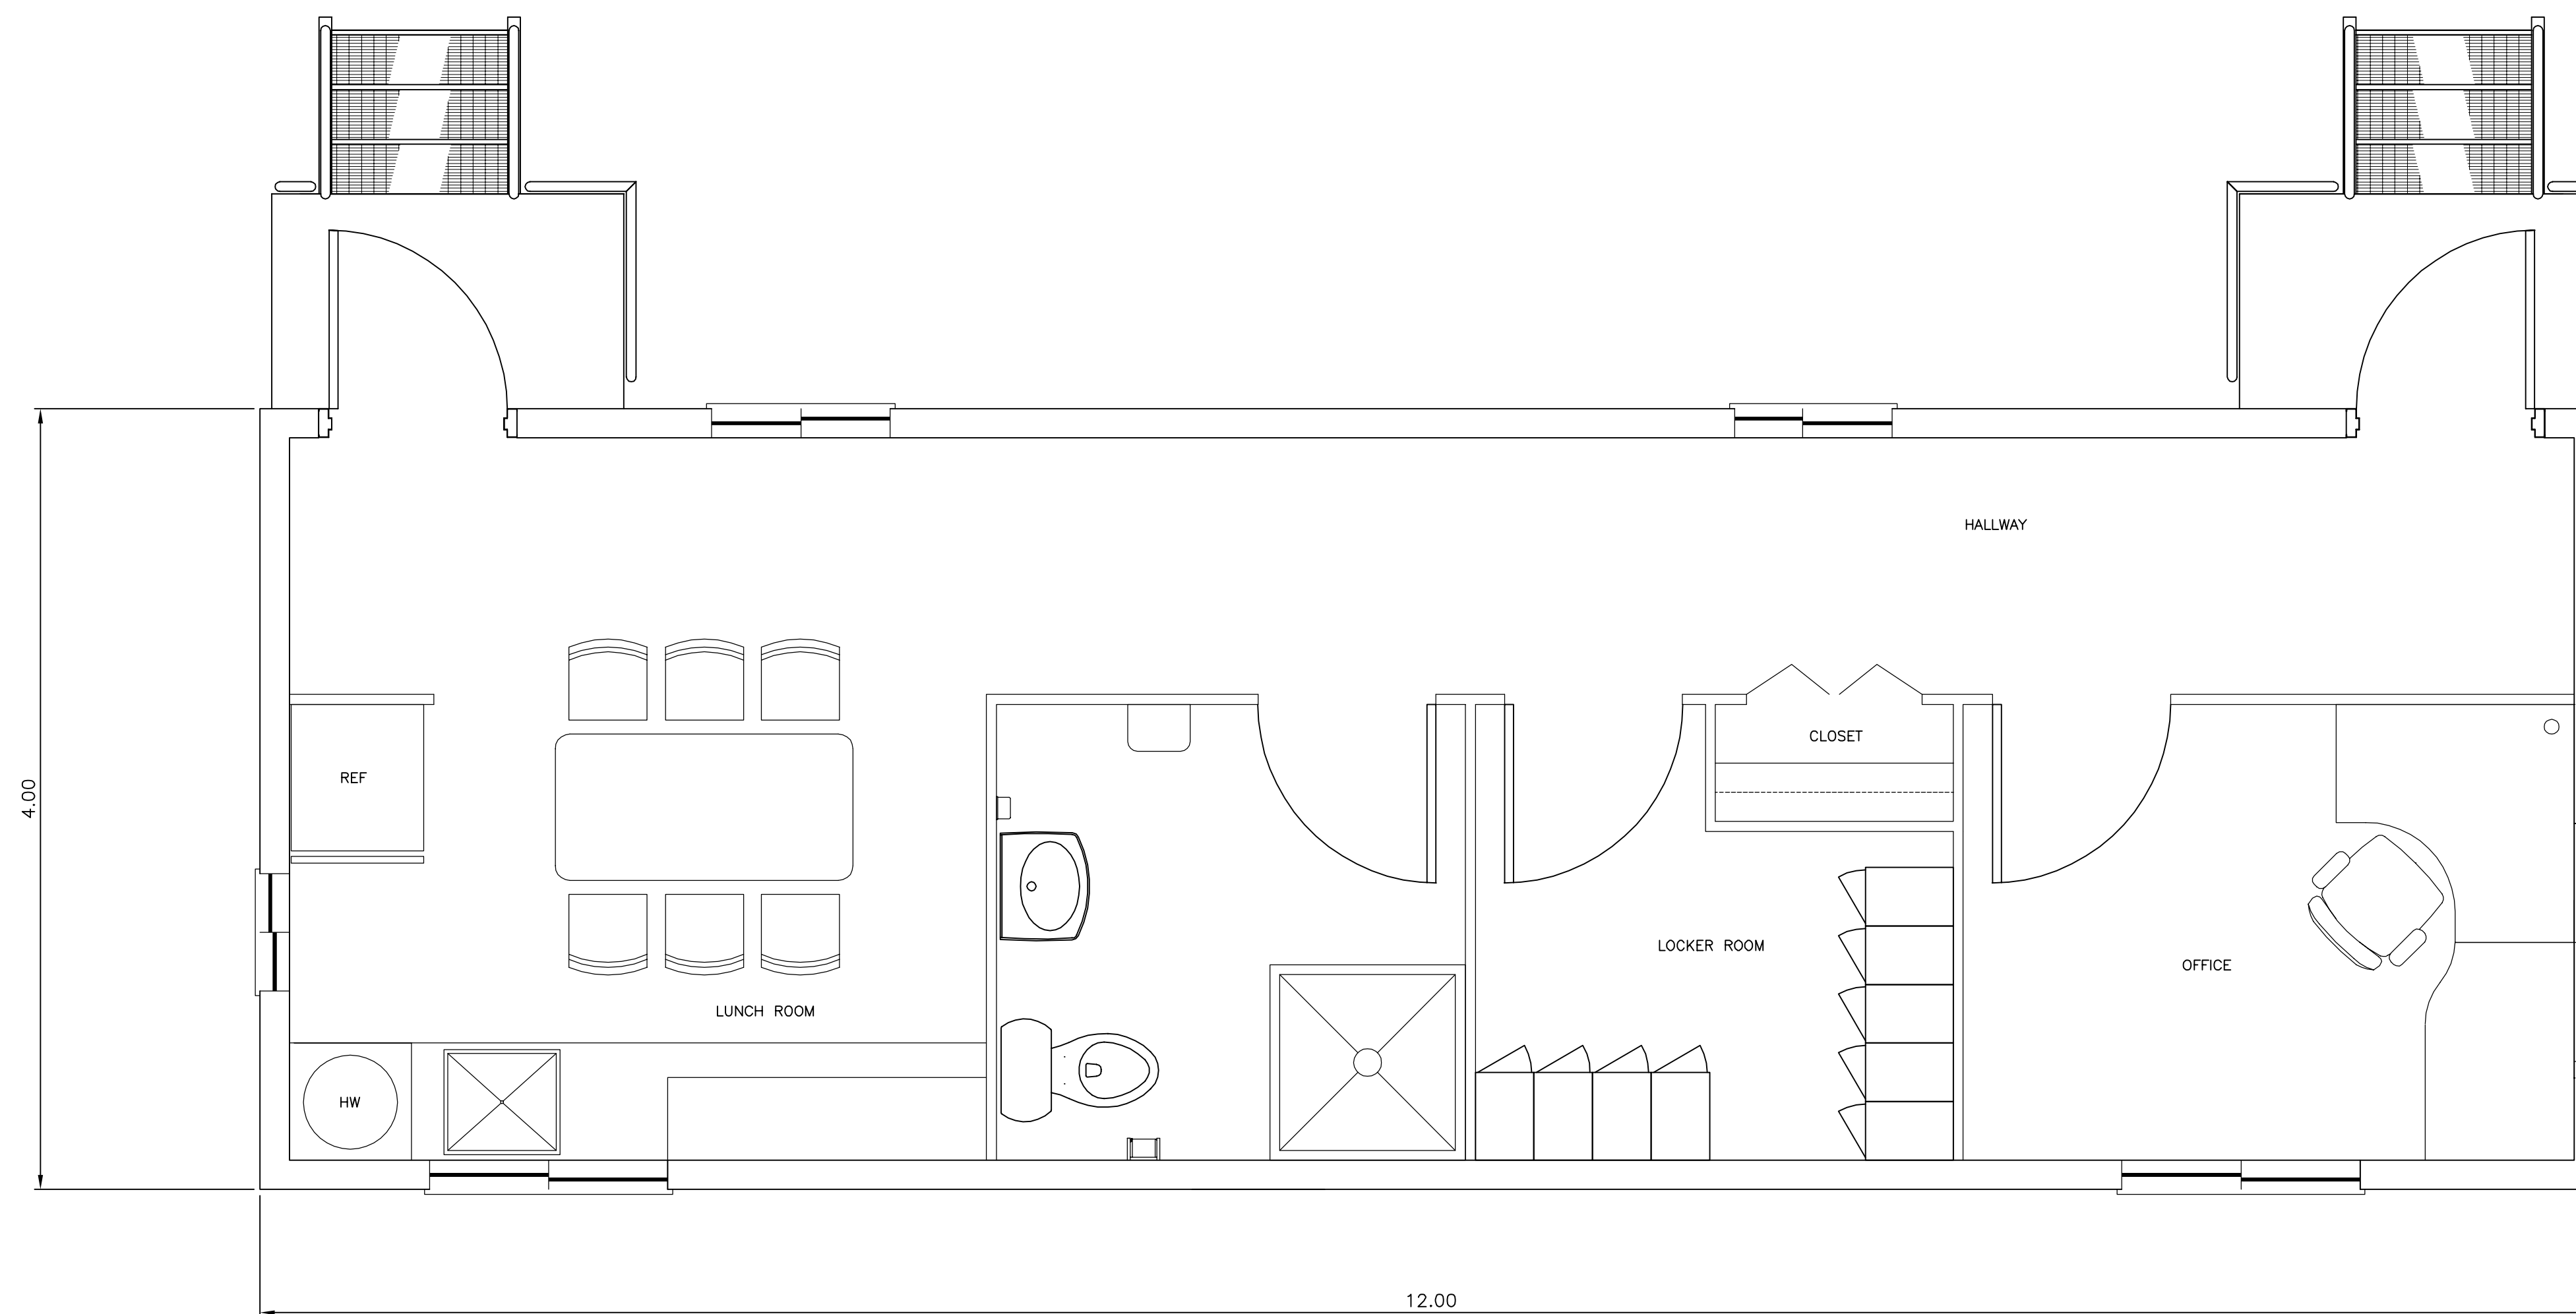 HALLWAY
CLOSET
REF
4.00
LOCKER ROOM
OFFICE
LUNCH ROOM
HW
12.00